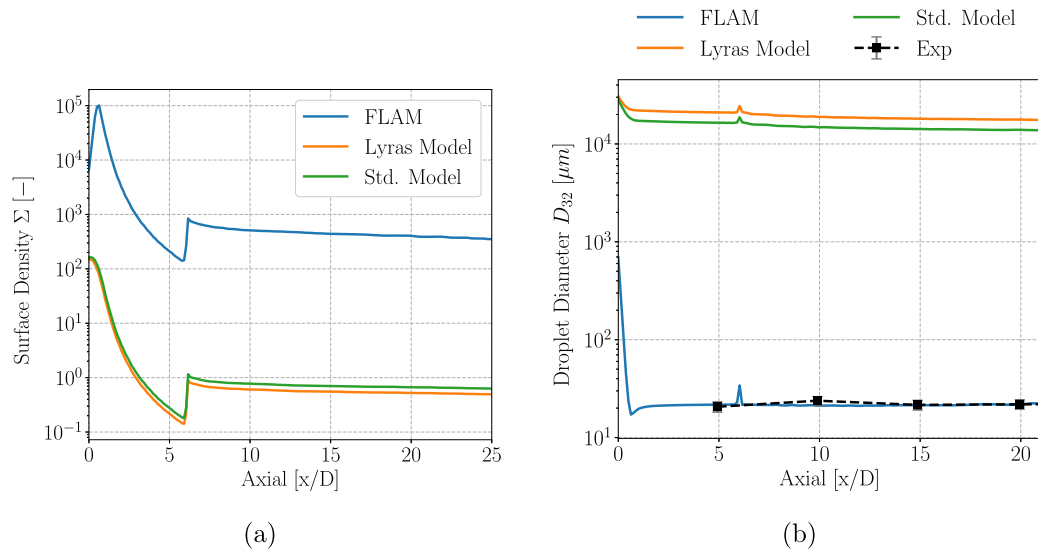 FLAM
Std. Model
Lyras Model
Exp
10^5
10^4
10^3
10^2
10^1
10^0
10^−1
Surface Density Σ [−]
FLAM
Lyras Model
Std. Model
0
5
10
15
20
25
Axial [x/D]
(a)
10^4
10^3
10^2
10^1
Droplet Diameter D_32 [μm]
0
5
10
15
20
Axial [x/D]
(b)